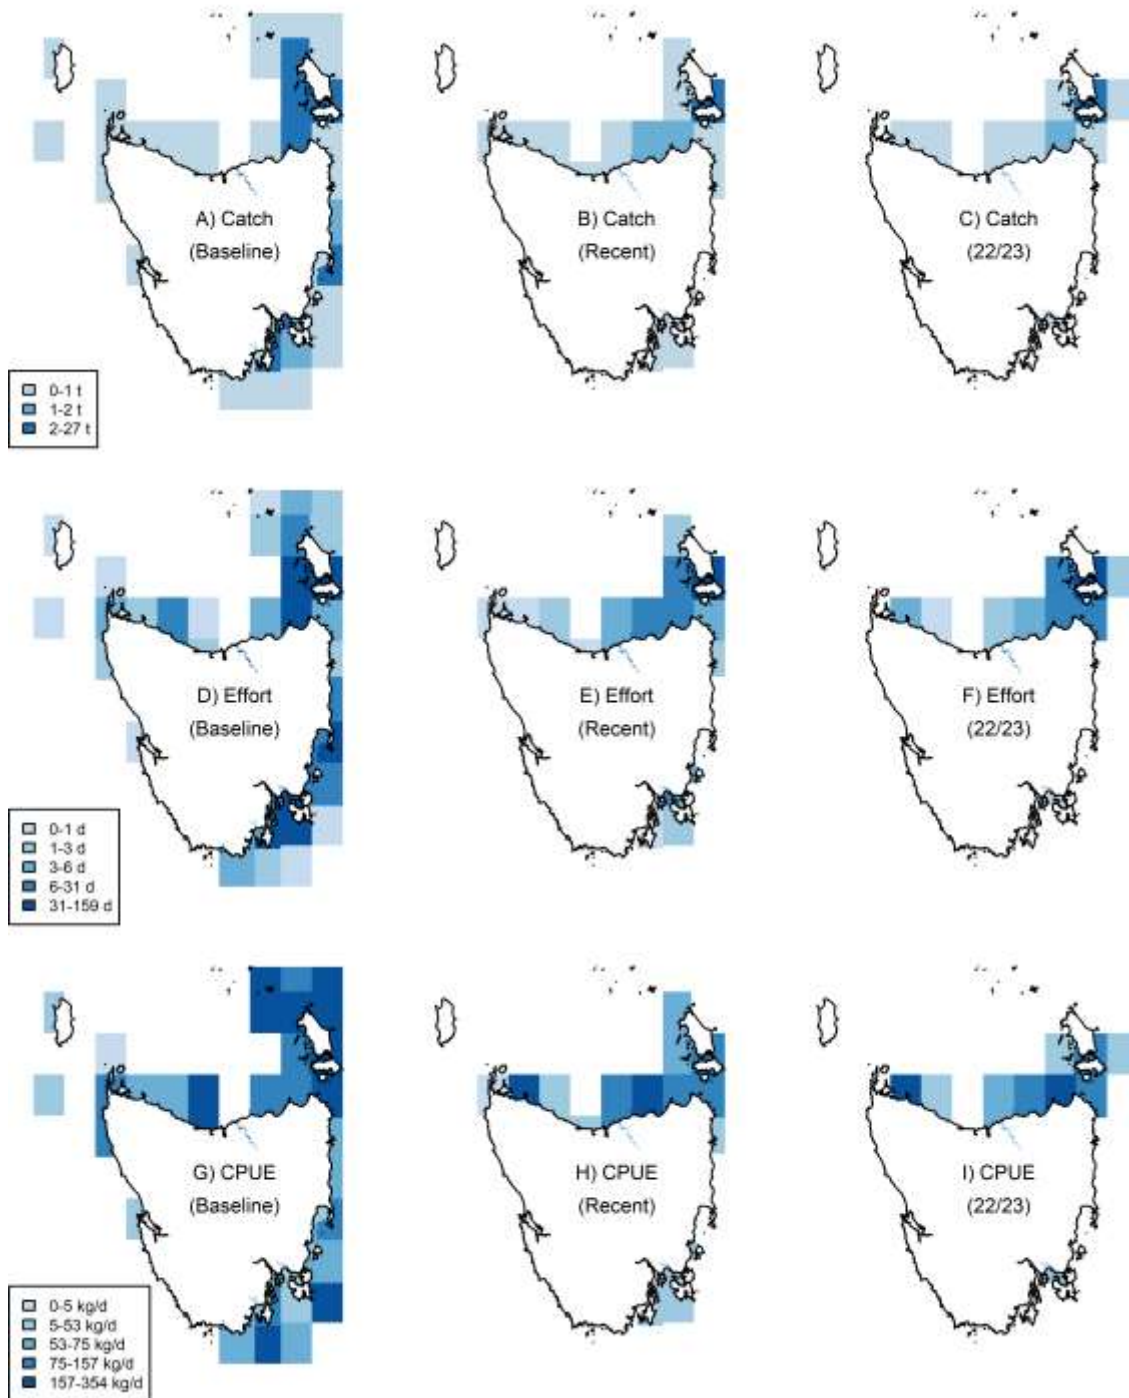 A) Catch
(Baseline)
B) Catch
(Recent)
C) Catch
(22/23)
0-1 t
1-2 t
2-27 t
D) Effort
(Baseline)
E) Effort
(Recent)
F) Effort
(22/23)
0-1 d
1-3 d
3-6 d
6-31 d
31-159 d
G) CPUE
(Baseline)
H) CPUE
(Recent)
I) CPUE
(22/23)
0-5 kg/d
5-53 kg/d
53-75 kg/d
75-157 kg/d
157-354 kg/d